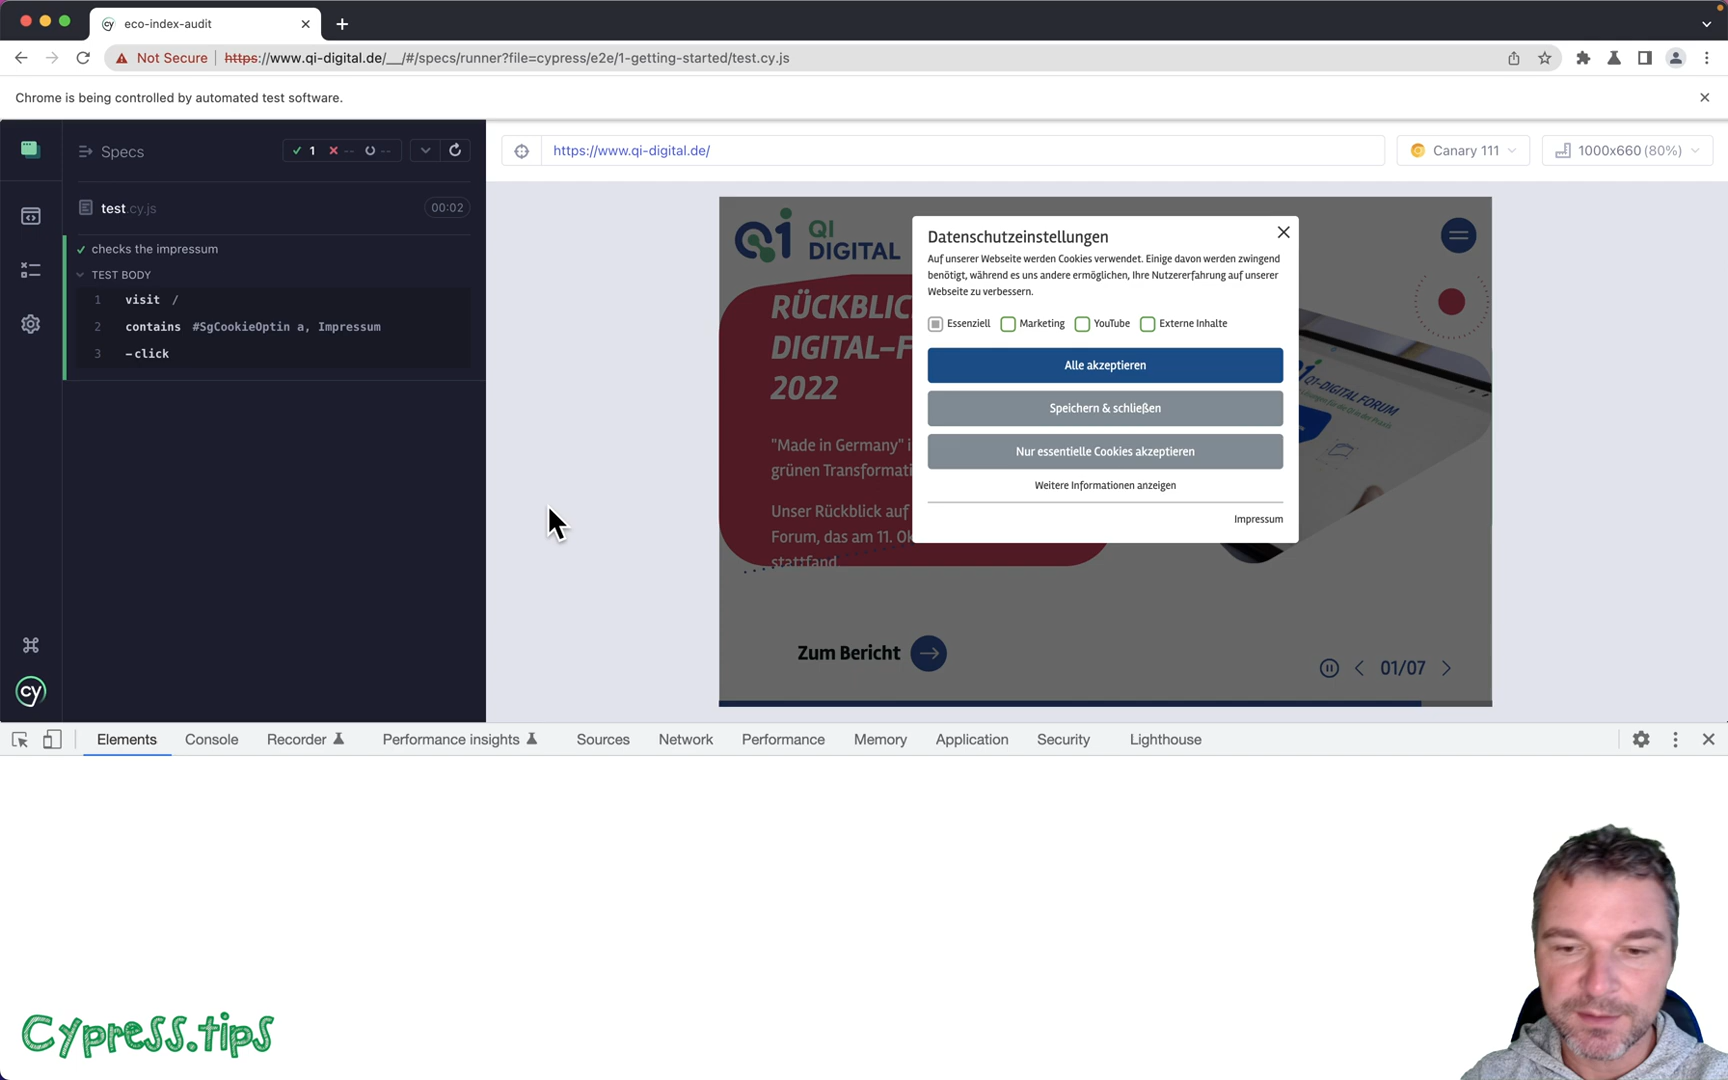 eco-index-audit
Not Secure
https://www.qi-digital.de/__/#/specs/runner?file=cypress/e2e/1-getting-started/test.cy.js
Chrome is being controlled by automated test software.
Specs
1 -- --
test.cy.js
00:02
checks the impressum
TEST BODY
1 visit /
2 contains #SgCookieOptin a, Impressum
3 -click
cy
https://www.qi-digital.de/
Canary 111
1000x660 (80%)
QI
DIGITAL
RÜCKBLIC
DIGITAL-F
2022
"Made in Germany" i
grünen Transformati
Unser Rückblick auf
Forum, das am 11. Ok
stattfand
Zum Bericht
01/07
QI-DIGITAL FORUM
Datenschutzeinstellungen
Auf unserer Webseite werden Cookies verwendet. Einige davon werden zwingend
benötigt, während es uns andere ermöglichen, Ihre Nutzererfahrung auf unserer
Webseite zu verbessern.
Essenziell Marketing YouTube Externe Inhalte
Alle akzeptieren
Speichern & schließen
Nur essentielle Cookies akzeptieren
Weitere Informationen anzeigen
Impressum
Elements Console Recorder Performance insights Sources Network Performance Memory Application Security Lighthouse
Cypress.tips